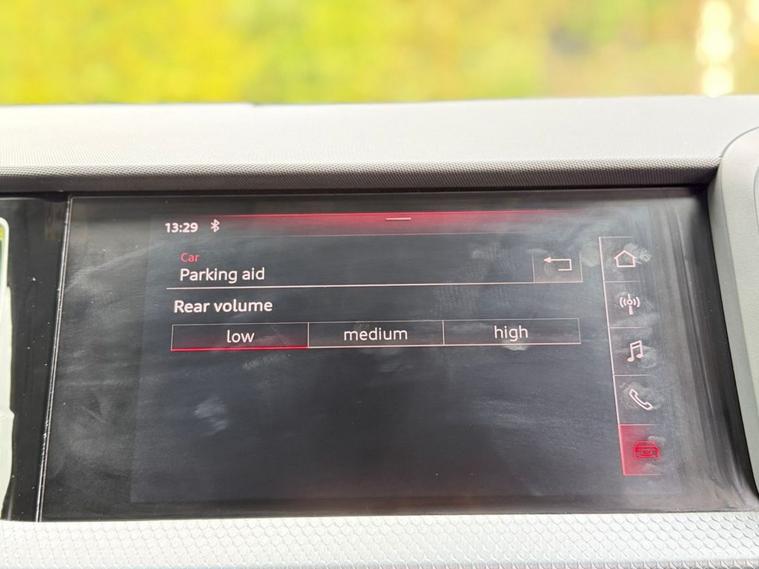 13:29
Car
Parking aid
Rear volume
low medium high